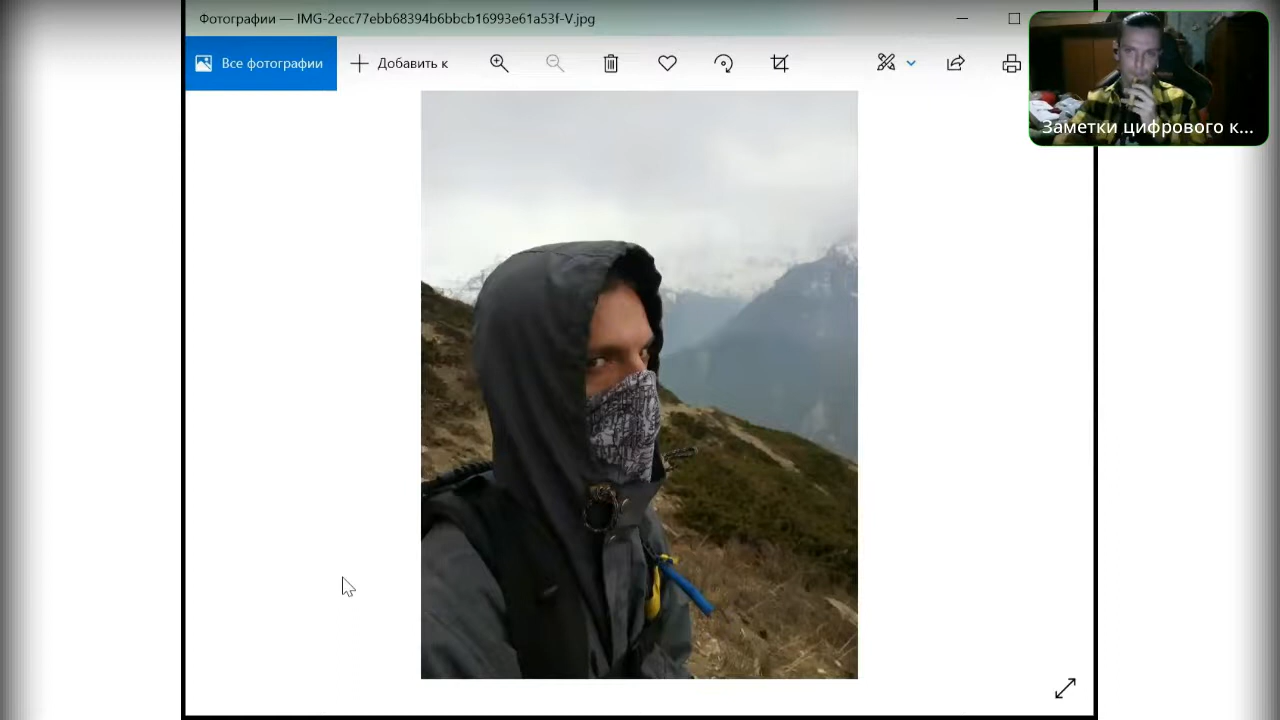 Фотографии — IMG-2ecc77ebb68394b6bbcb16993e61a53f-V.jpg
Все фотографии
Добавить к
Заметки цифрового к...